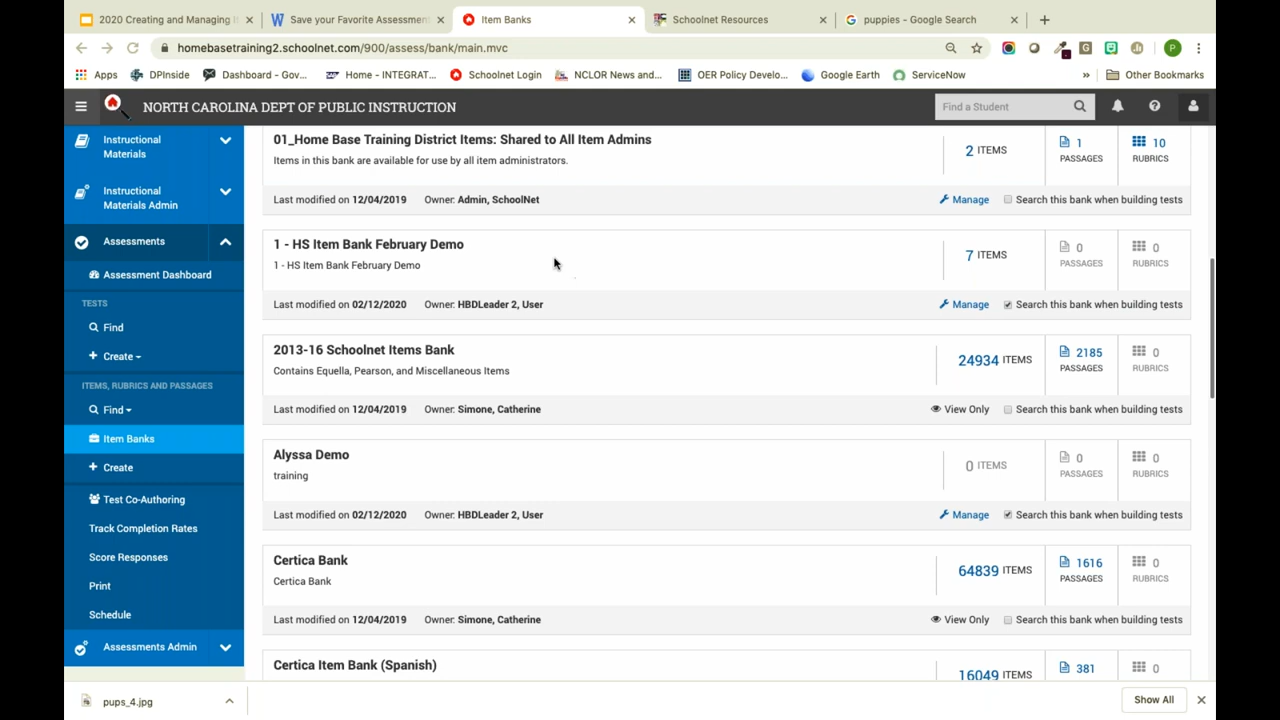 2020 Creating and Managing I
Save your Favorite Assessmen
Item Banks
Schoolnet Resources
puppies - Google Search
homebasetraining2.schoolnet.com/900/assess/bank/main.mvc
P
Apps
DPInside
Dashboard - Gov...
Home - INTEGRAT...
Schoolnet Login
NCLOR News and...
OER Policy Develo...
Google Earth
ServiceNow
»
Other Bookmarks
NORTH CAROLINA DEPT OF PUBLIC INSTRUCTION
Find a Student
Instructional
Materials
Instructional
Materials Admin
Assessments
Assessment Dashboard
TESTS
Find
Create
ITEMS, RUBRICS AND PASSAGES
Find
Item Banks
Create
Test Co-Authoring
Track Completion Rates
Score Responses
Print
Schedule
Assessments Admin
01_Home Base Training District Items: Shared to All Item Admins
Items in this bank are available for use by all item administrators.
2 ITEMS
1
PASSAGES
10
RUBRICS
Last modified on 12/04/2019 Owner: Admin, SchoolNet
Manage
Search this bank when building tests
1 - HS Item Bank February Demo
1 - HS Item Bank February Demo
7 ITEMS
0
PASSAGES
0
RUBRICS
Last modified on 02/12/2020 Owner: HBDLeader 2, User
Manage
Search this bank when building tests
2013-16 Schoolnet Items Bank
Contains Equella, Pearson, and Miscellaneous Items
24934 ITEMS
2185
PASSAGES
0
RUBRICS
Last modified on 12/04/2019 Owner: Simone, Catherine
View Only
Search this bank when building tests
Alyssa Demo
training
0 ITEMS
0
PASSAGES
0
RUBRICS
Last modified on 02/12/2020 Owner: HBDLeader 2, User
Manage
Search this bank when building tests
Certica Bank
Certica Bank
64839 ITEMS
1616
PASSAGES
0
RUBRICS
Last modified on 12/04/2019 Owner: Simone, Catherine
View Only
Search this bank when building tests
Certica Item Bank (Spanish)
16049 ITEMS
381
0
pups_4.jpg
Show All